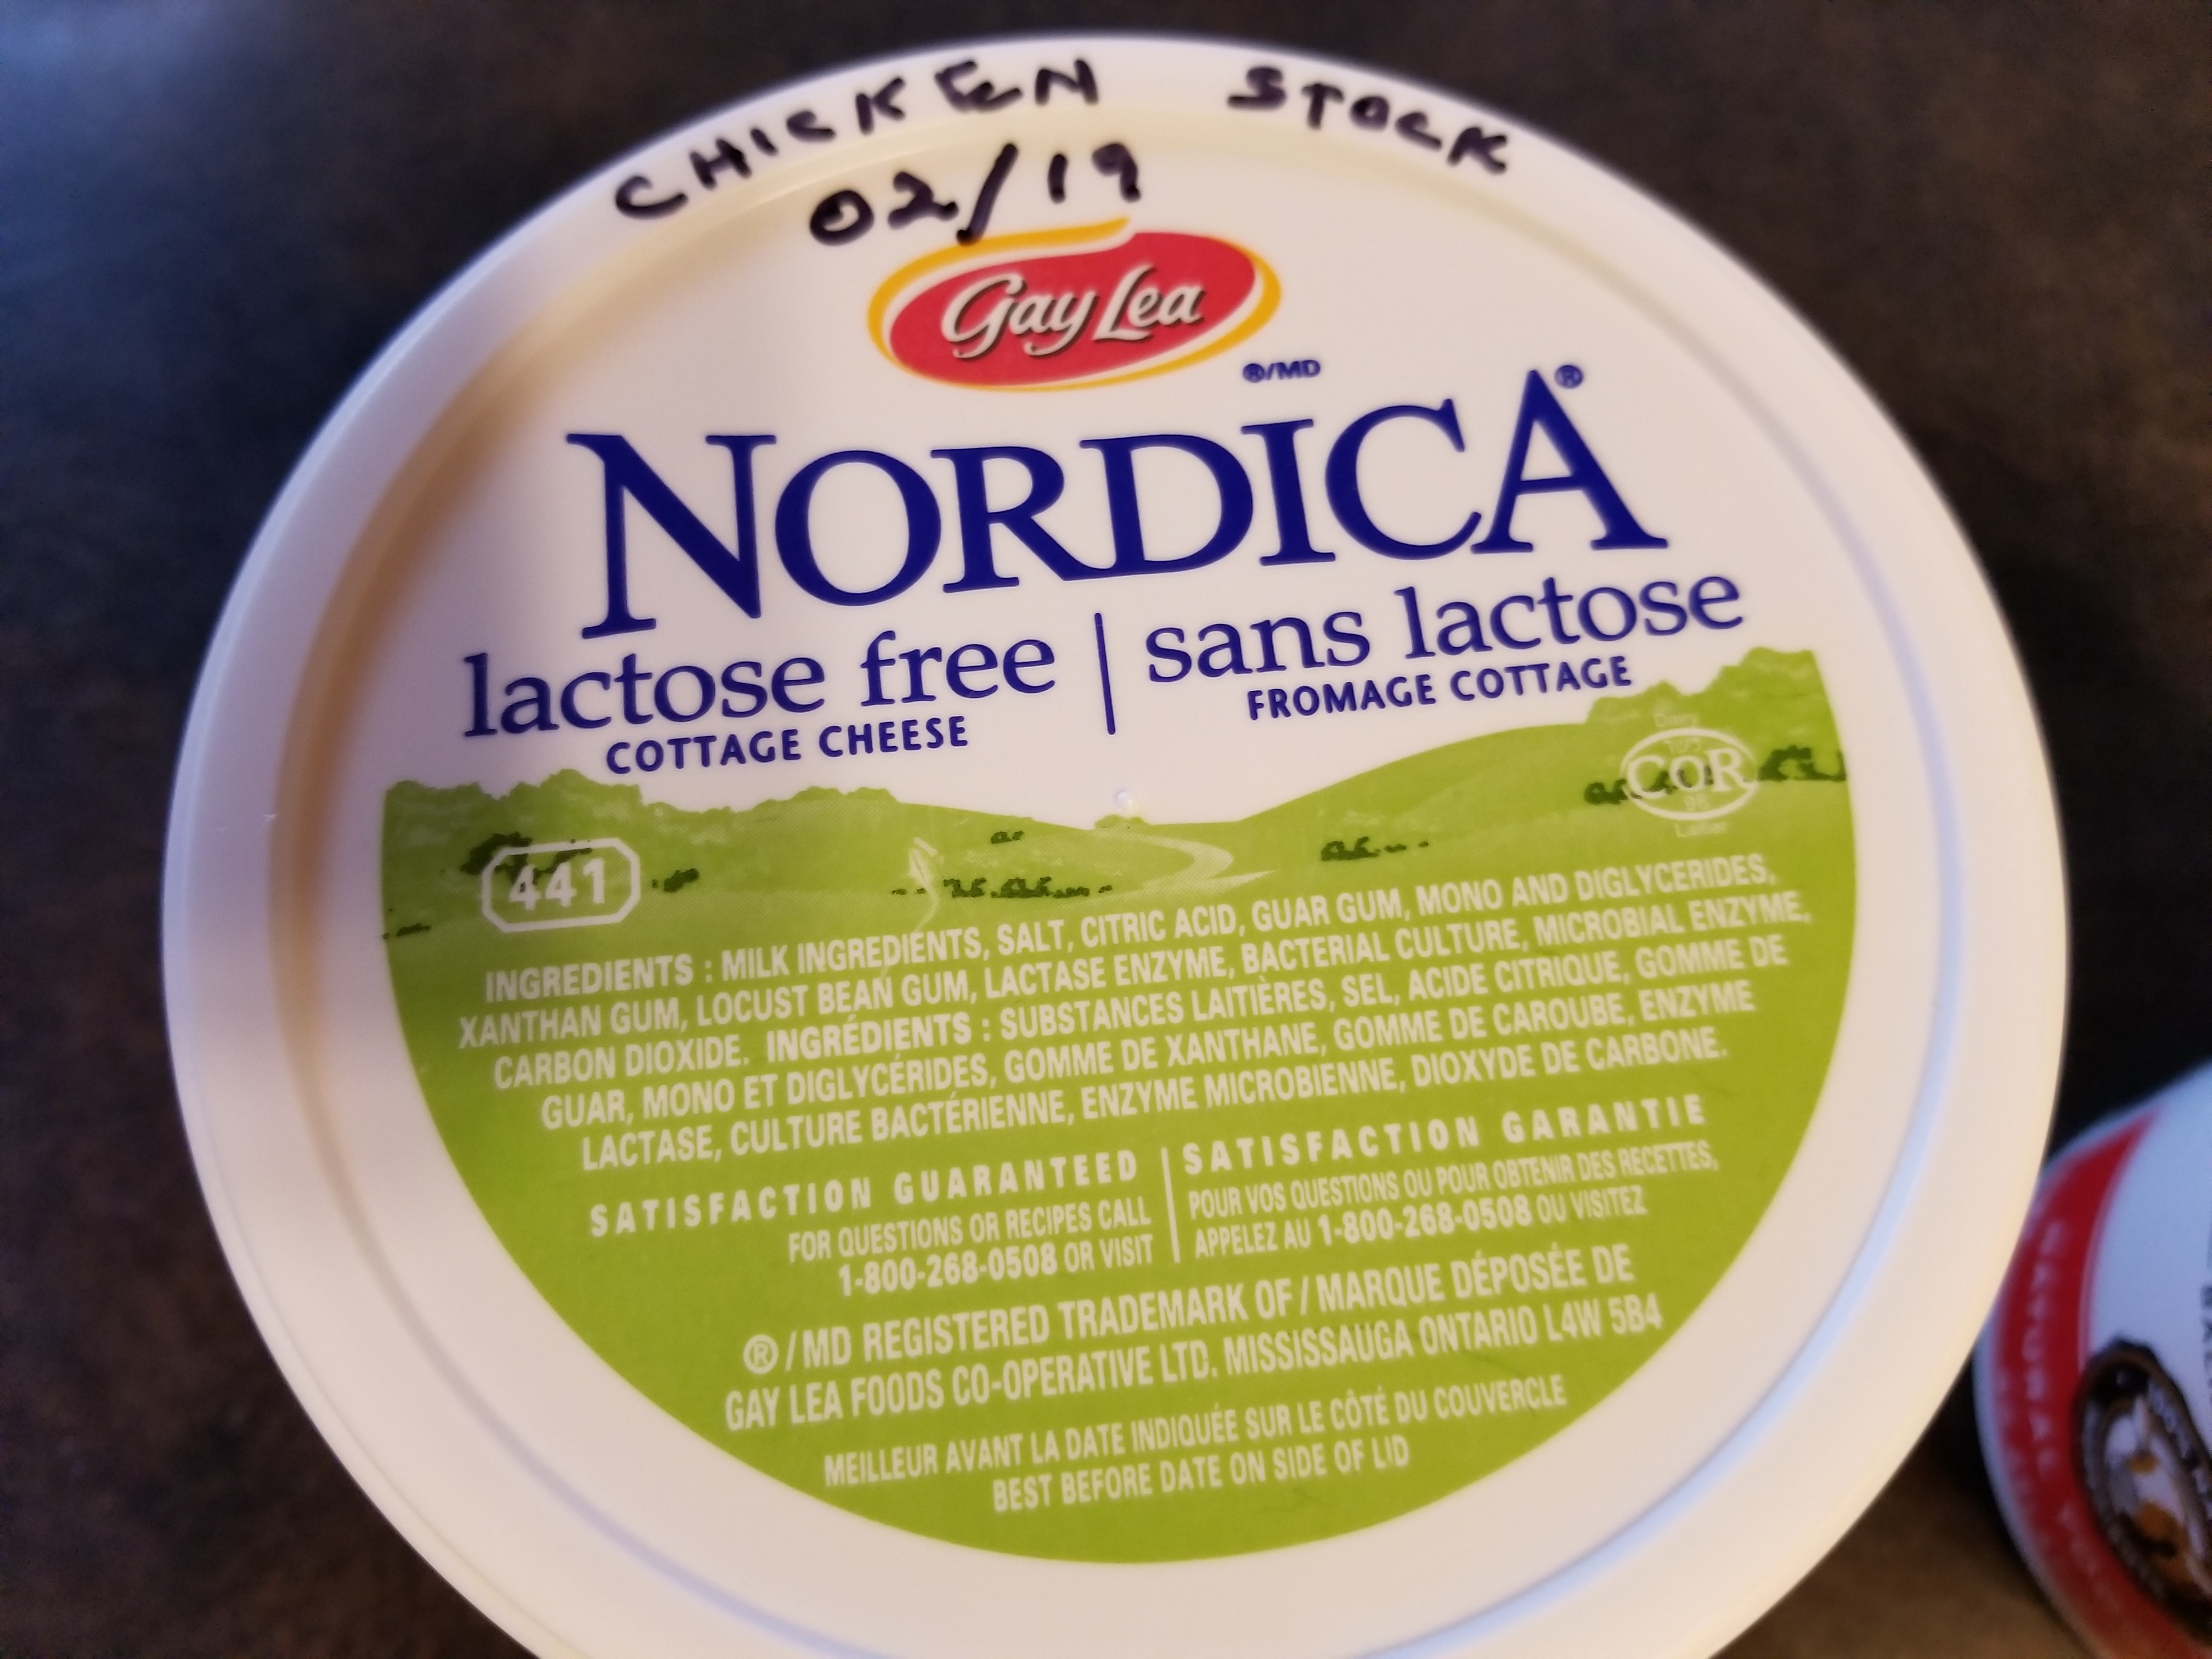 CHICKEN STOCK
02/19
Gay Lea
®/MD
NORDICA®
lactose free
COTTAGE CHEESE
sans lactose
FROMAGE COTTAGE
Dairy
COR
Laitier
441
INGREDIENTS : MILK INGREDIENTS, SALT, CITRIC ACID, GUAR GUM, MONO AND DIGLYCERIDES,
XANTHAN GUM, LOCUST BEAN GUM, LACTASE ENZYME, BACTERIAL CULTURE, MICROBIAL ENZYME,
CARBON DIOXIDE. INGRÉDIENTS : SUBSTANCES LAITIÈRES, SEL, ACIDE CITRIQUE, GOMME DE
GUAR, MONO ET DIGLYCÉRIDES, GOMME DE XANTHANE, GOMME DE CAROUBE, ENZYME
LACTASE, CULTURE BACTÉRIENNE, ENZYME MICROBIENNE, DIOXYDE DE CARBONE.
SATISFACTION GUARANTEED
FOR QUESTIONS OR RECIPES CALL
1-800-268-0508 OR VISIT
SATISFACTION GARANTIE
POUR VOS QUESTIONS OU POUR OBTENIR DES RECETTES,
APPELEZ AU 1-800-268-0508 OU VISITEZ
®/MD REGISTERED TRADEMARK OF / MARQUE DÉPOSÉE DE
GAY LEA FOODS CO-OPERATIVE LTD. MISSISSAUGA ONTARIO L4W 5B4
MEILLEUR AVANT LA DATE INDIQUÉE SUR LE CÔTÉ DU COUVERCLE
BEST BEFORE DATE ON SIDE OF LID